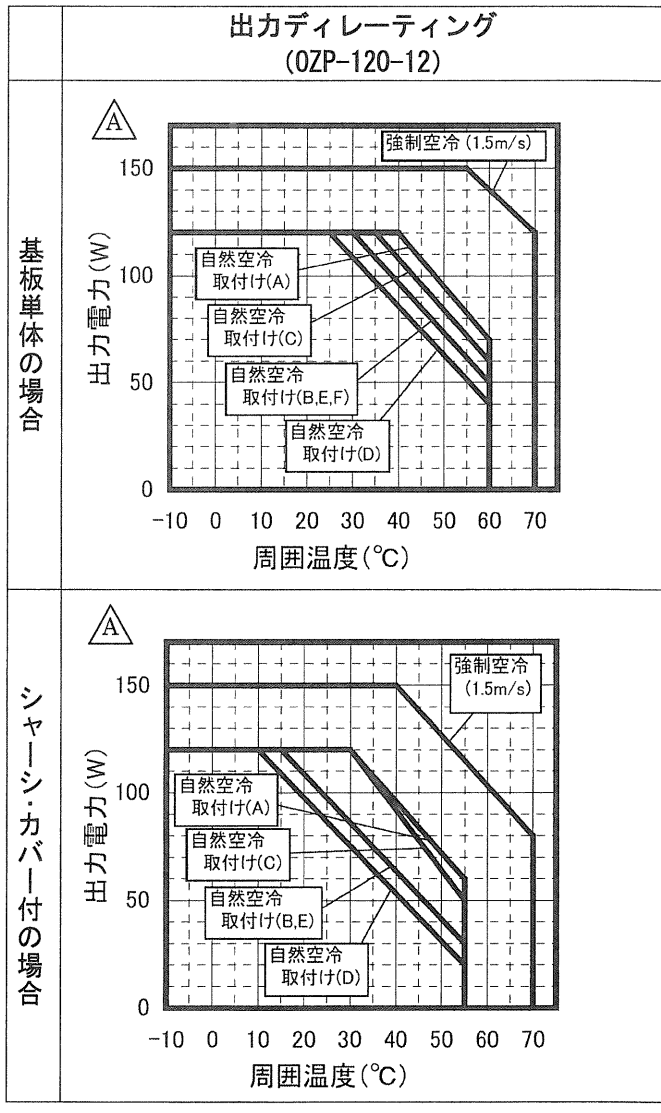 出力ディレーティング
(OZP-120-12)
基板単体の場合
A
出力電力(W)
150
100
50
0
強制空冷(1.5m/s)
自然空冷
取付け(A)
自然空冷
取付け(C)
自然空冷
取付け(B,E,F)
自然空冷
取付け(D)
-10 0 10 20 30 40 50 60 70
周囲温度(℃)
シャーシ・カバー付の場合
A
出力電力(W)
150
100
50
0
強制空冷
(1.5m/s)
自然空冷
取付け(A)
自然空冷
取付け(C)
自然空冷
取付け(B,E)
自然空冷
取付け(D)
-10 0 10 20 30 40 50 60 70
周囲温度(℃)